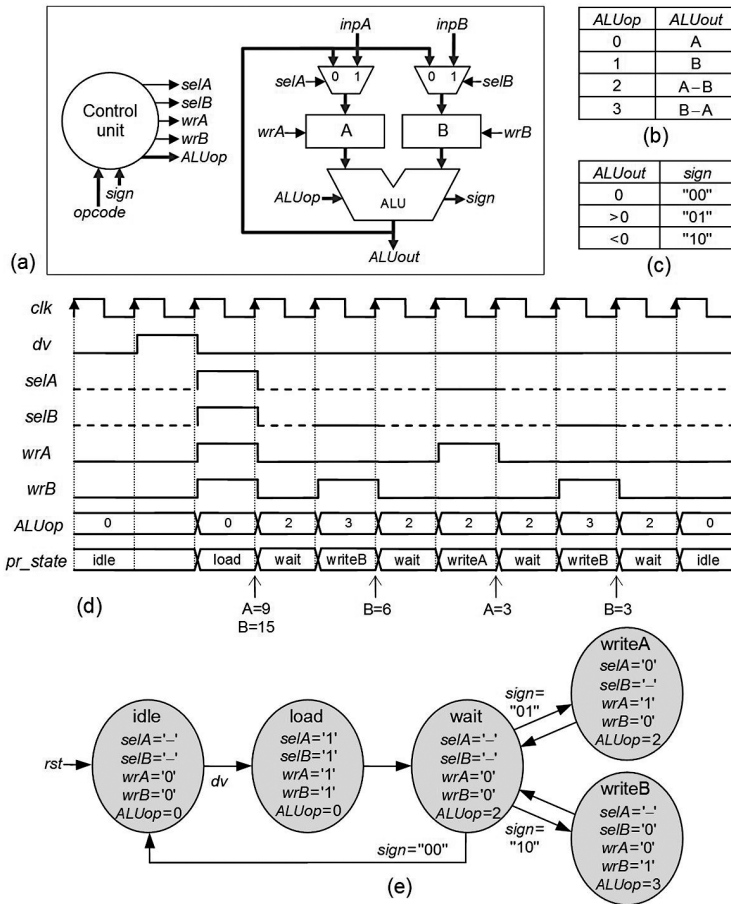 inpA inpB
0 1 0 1
selA selB
Control unit
selA
selB
wrA
wrB
ALUop
sign
opcode
wrA A B wrB
ALUop ALU sign
ALUout
(a)
ALUop ALUout
0 A
1 B
2 A–B
3 B–A
(b)
ALUout sign
0 "00"
>0 "01"
<0 "10"
(c)
clk
dv
selA
selB
wrA
wrB
ALUop 0 0 2 3 2 2 2 3 2 0
pr_state idle load wait writeB wait writeA wait writeB wait idle
A=9 B=6 A=3 B=3
B=15
(d)
rst
idle
selA='–'
selB='–'
wrA='0'
wrB='0'
ALUop=0
dv
load
selA='1'
selB='1'
wrA='1'
wrB='1'
ALUop=0
wait
selA='–'
selB='–'
wrA='0'
wrB='0'
ALUop=2
sign=
"01"
writeA
selA='0'
selB='–'
wrA='1'
wrB='0'
ALUop=2
sign=
"10"
writeB
selA='–'
selB='0'
wrA='0'
wrB='1'
ALUop=3
sign="00"
(e)